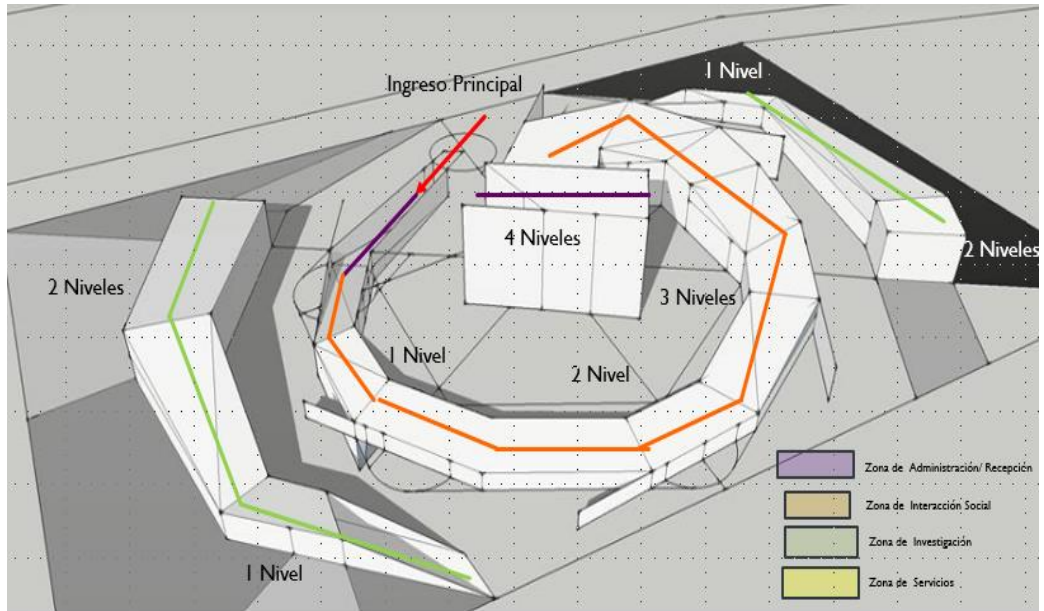 1 Nivel
Ingreso Principal
4 Niveles
2 Niveles
2 Niveles
3 Niveles
1 Nivel
2 Nivel
1 Nivel
Zona de Administración/ Recepción
Zona de Interacción Social
Zona de Investigación
Zona de Servicios